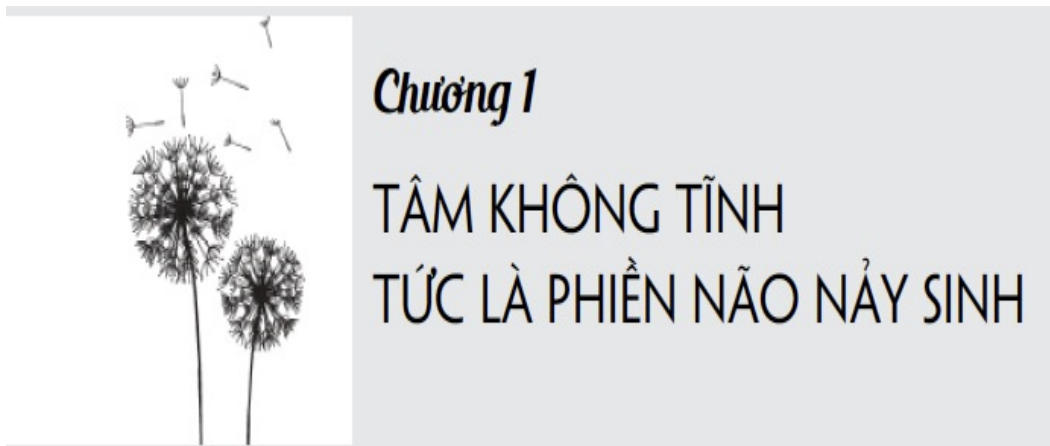 Chương 1
TÂM KHÔNG TĨNH
TỨC LÀ PHIỀN NÃO NẢY SINH